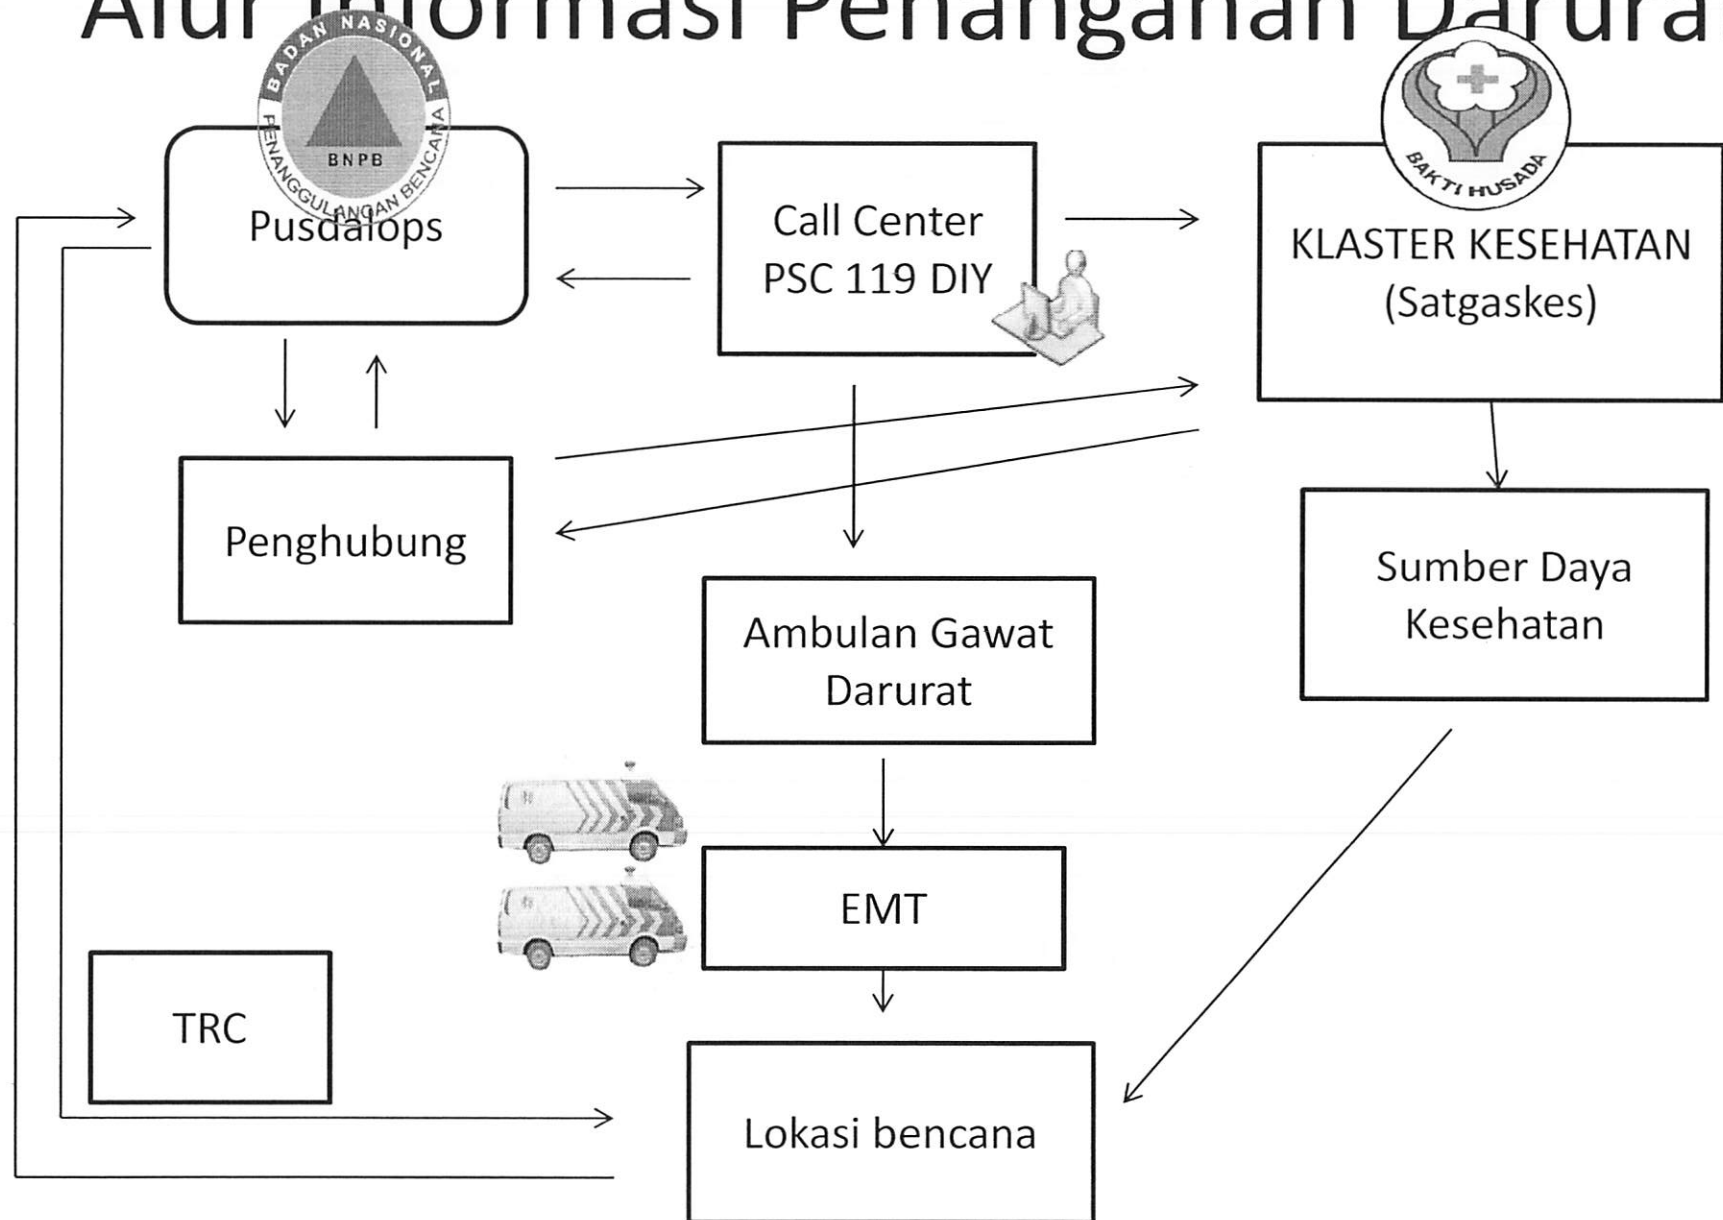 Alur Informasi Penanganan Darura
BADAN NASIONAL
PENANGGULANGAN BENCANA
BNPB
Pusdalops
Call Center
PSC 119 DIY
BAKTI HUSADA
KLASTER KESEHATAN
(Satgaskes)
Penghubung
Sumber Daya
Kesehatan
Ambulan Gawat
Darurat
EMT
TRC
Lokasi bencana